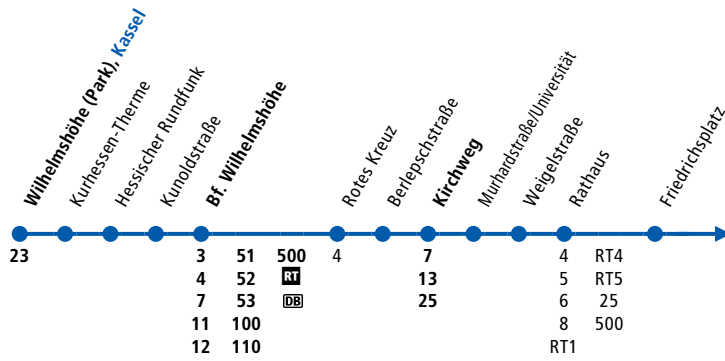 Wilhelmshöhe (Park), Kassel
Kurhessen-Therme
Hessischer Rundfunk
Kunoldstraße
Bf. Wilhelmshöhe
Rotes Kreuz
Berlepschstraße
Kirchweg
Murhardstraße/Universität
Weigelstraße
Rathaus
Friedrichsplatz
23 3 51 500 4 7 4 RT4
4 52 RT 13 5 RT5
7 53 DB 25 6 25
11 100 8 500
12 110 RT1